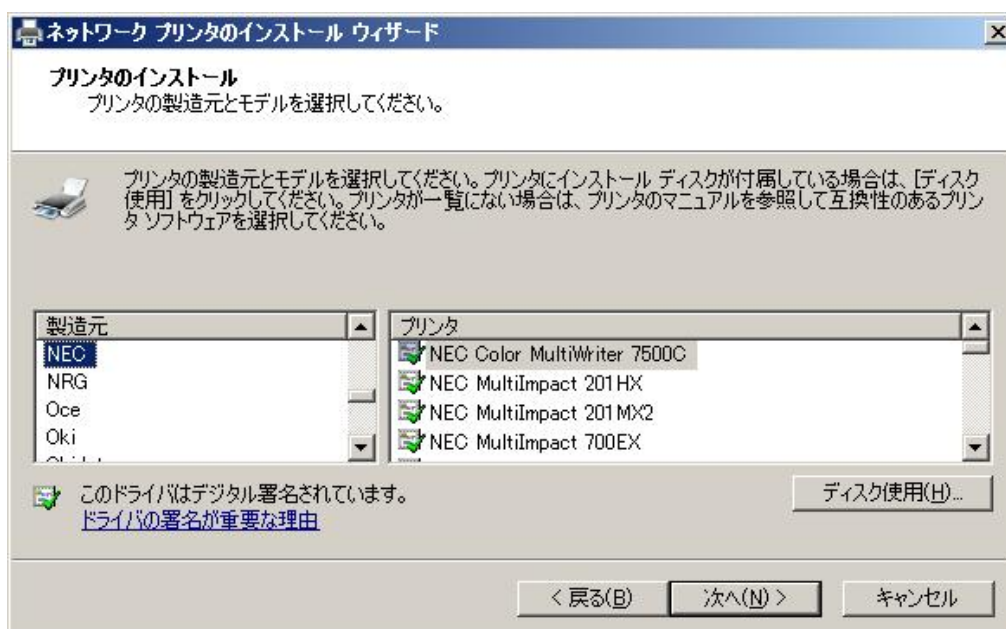 ネットワーク プリンタのインストール ウィザード
プリンタのインストール
プリンタの製造元とモデルを選択してください。
プリンタの製造元とモデルを選択してください。プリンタにインストール ディスクが付属している場合は、[ディスク
使用] をクリックしてください。プリンタが一覧にない場合は、プリンタのマニュアルを参照して互換性のあるプリン
タ ソフトウェアを選択してください。
製造元
NEC
NRG
Oce
Oki
プリンタ
NEC Color MultiWriter 7500C
NEC MultiImpact 201HX
NEC MultiImpact 201MX2
NEC MultiImpact 700EX
このドライバはデジタル署名されています。
ドライバの署名が重要な理由
ディスク使用(H)...
< 戻る(B)
次へ(N) >
キャンセル